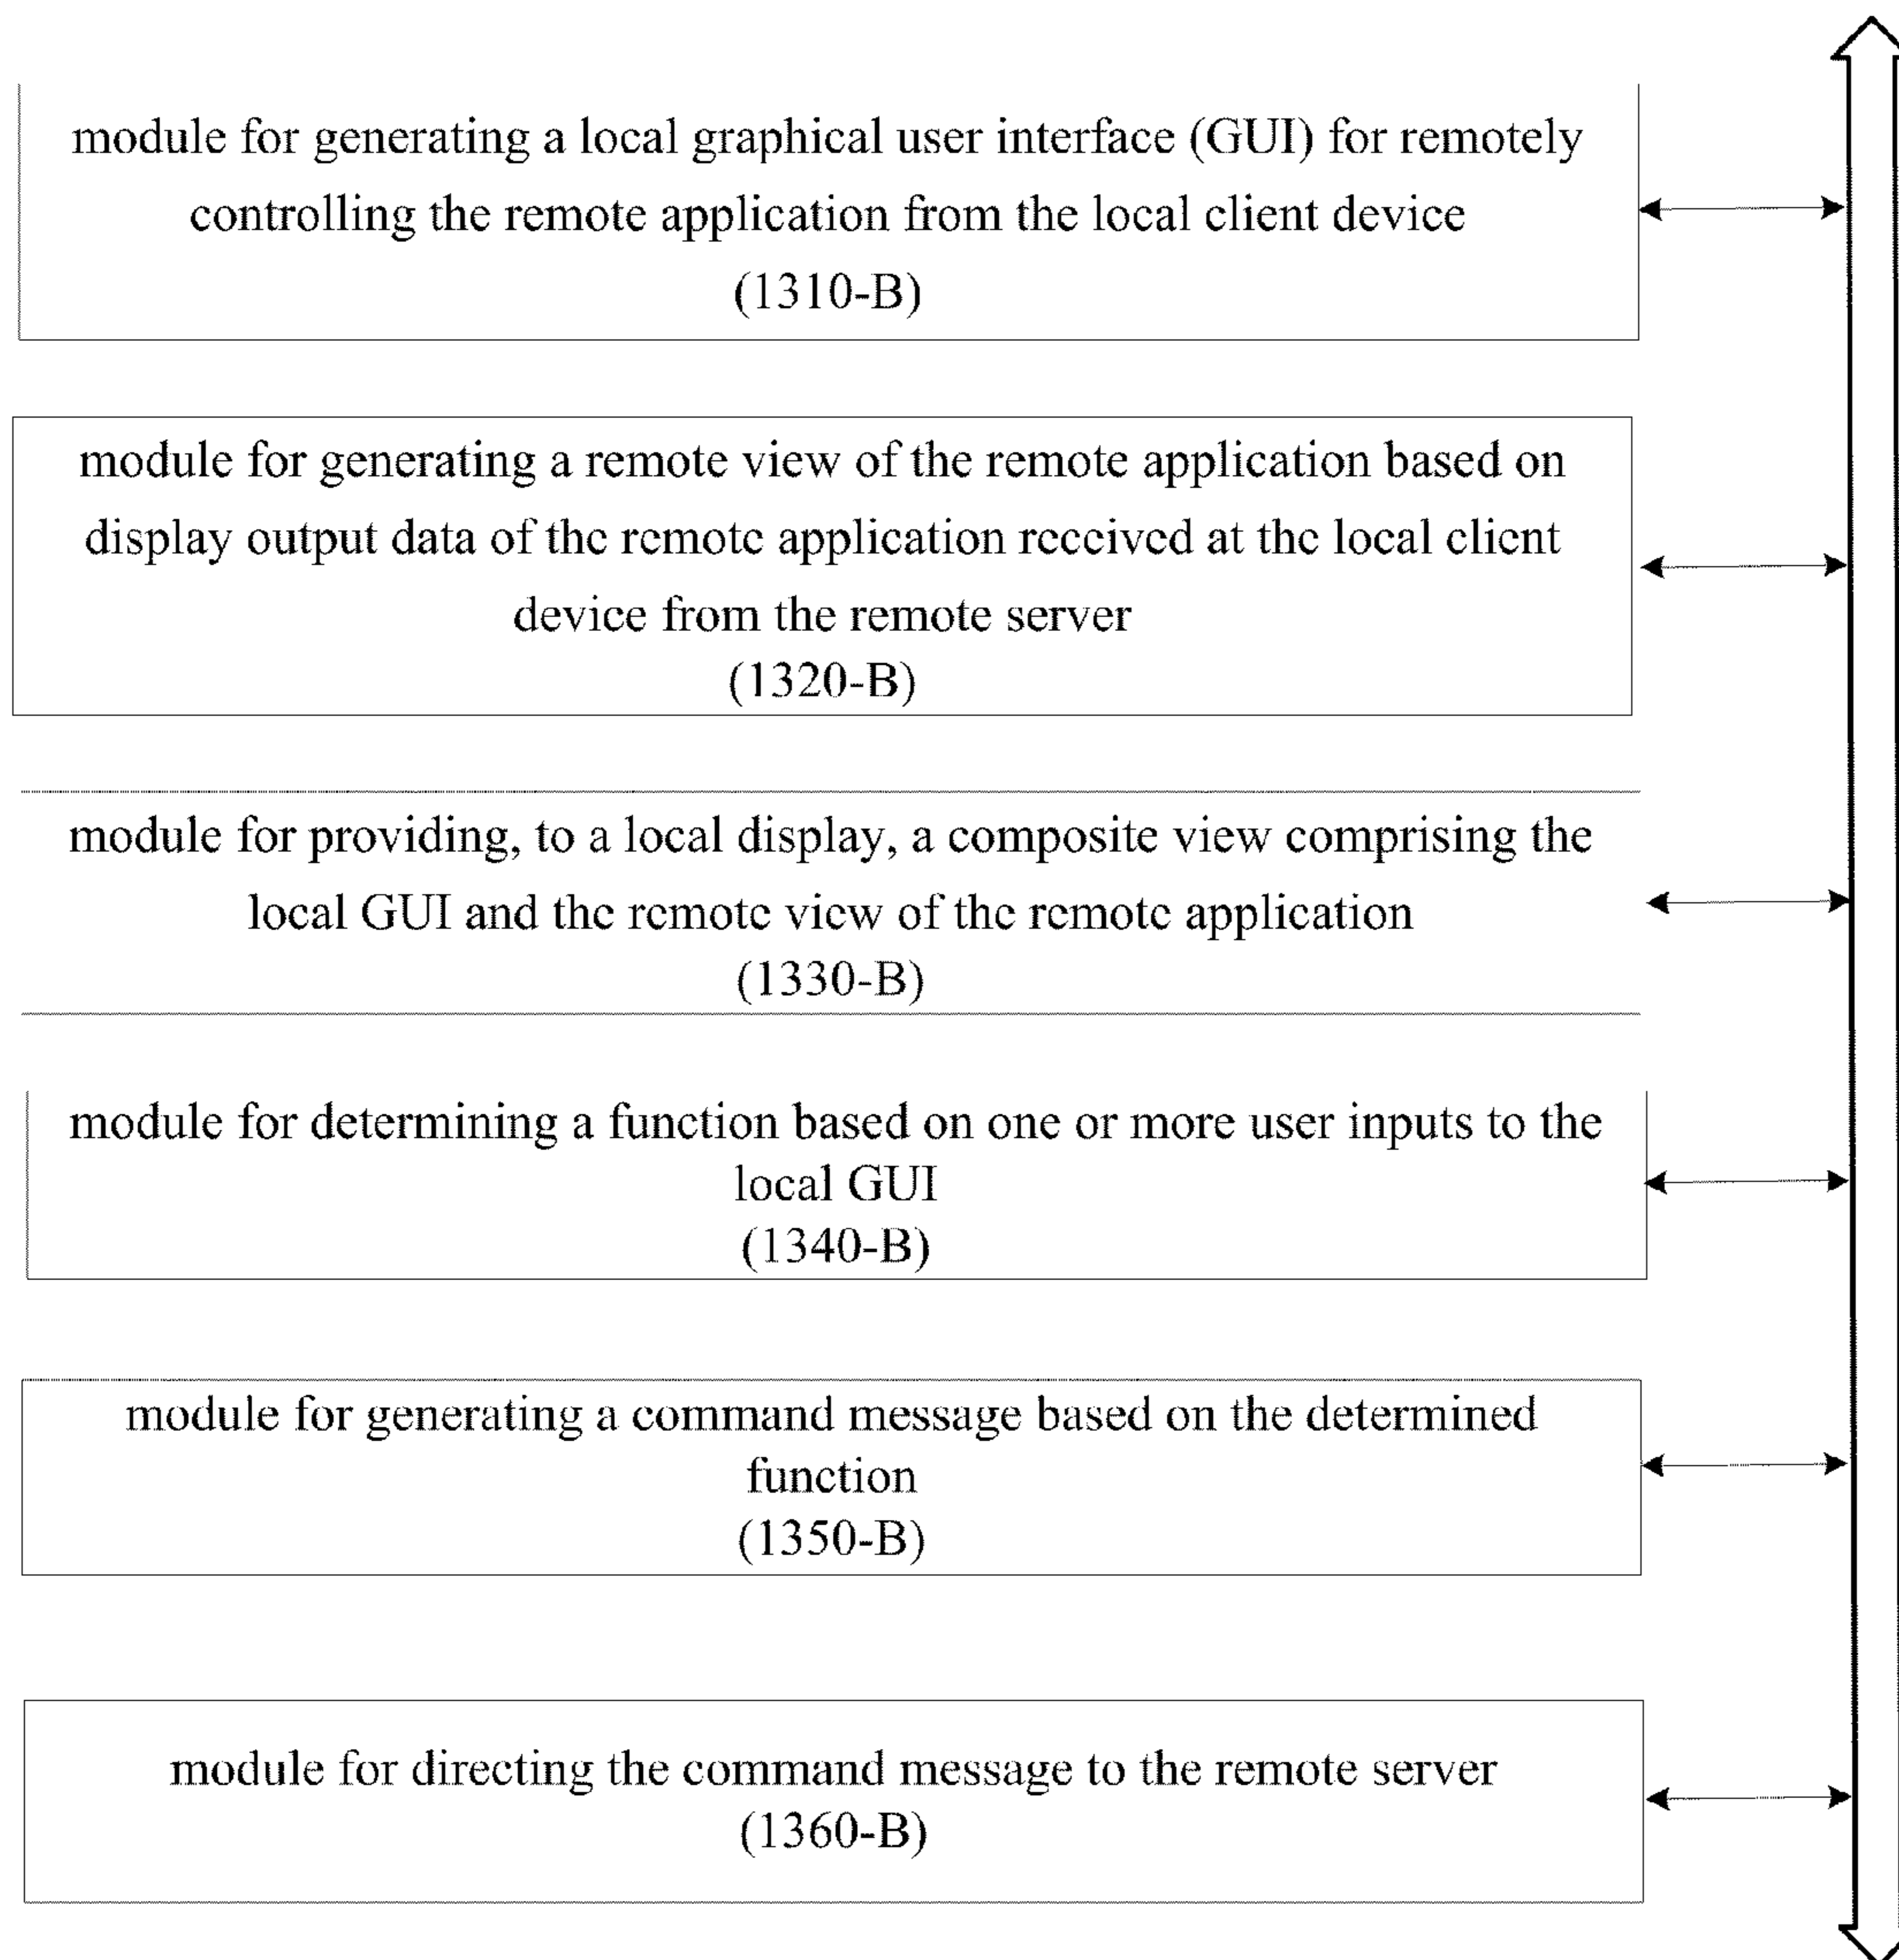 module for generating a local graphical user interface (GUI) for remotely
controlling the remote application from the local client device
(1310-B)
module for generating a remote view of the remote application based on
display output data of the remote application received at the local client
device from the remote server
(1320-B)
module for providing, to a local display, a composite view comprising the
local GUI and the remote view of the remote application
(1330-B)
module for determining a function based on one or more user inputs to the
local GUI
(1340-B)
module for generating a command message based on the determined
function
(1350-B)
module for directing the command message to the remote server
(1360-B)